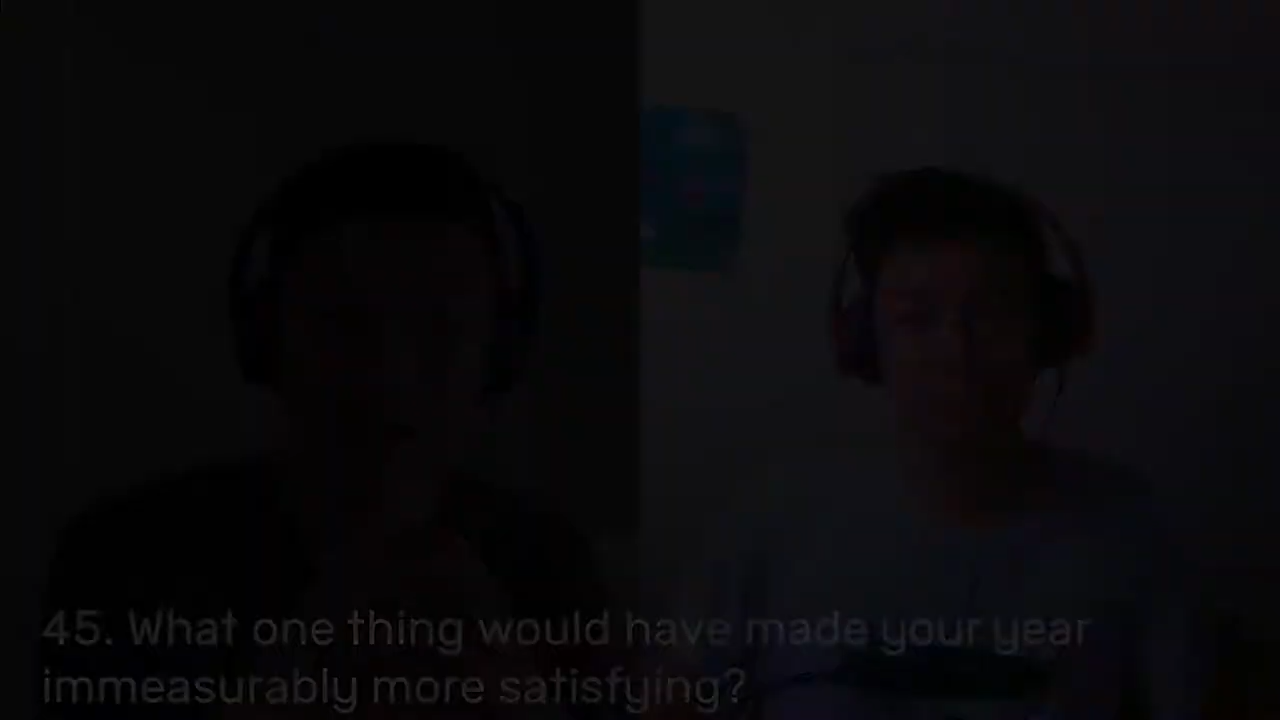 45. What one thing would have made your year
immeasurably more satisfying?